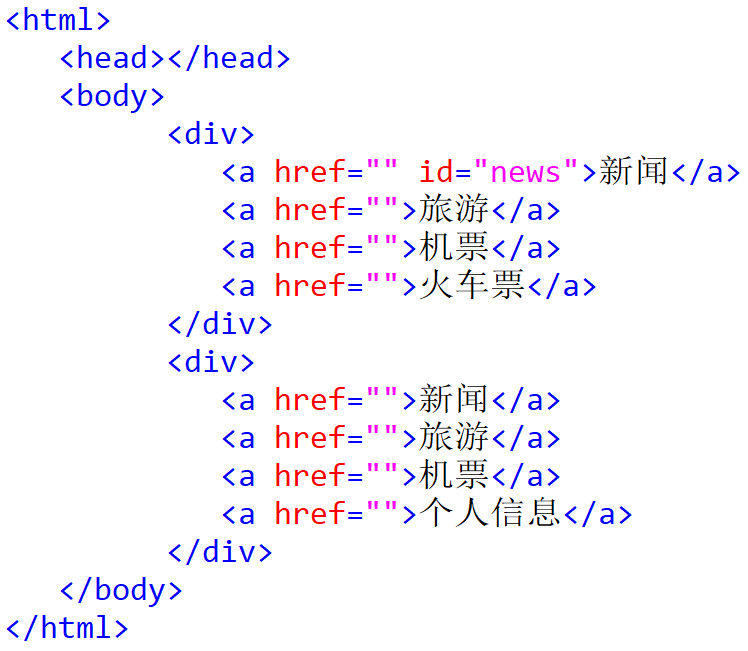 <html>
<head></head>
<body>
<div>
<a href="" id="news">新闻</a>
<a href="">旅游</a>
<a href="">机票</a>
<a href="">火车票</a>
</div>
<div>
<a href="">新闻</a>
<a href="">旅游</a>
<a href="">机票</a>
<a href="">个人信息</a>
</div>
</body>
</html>